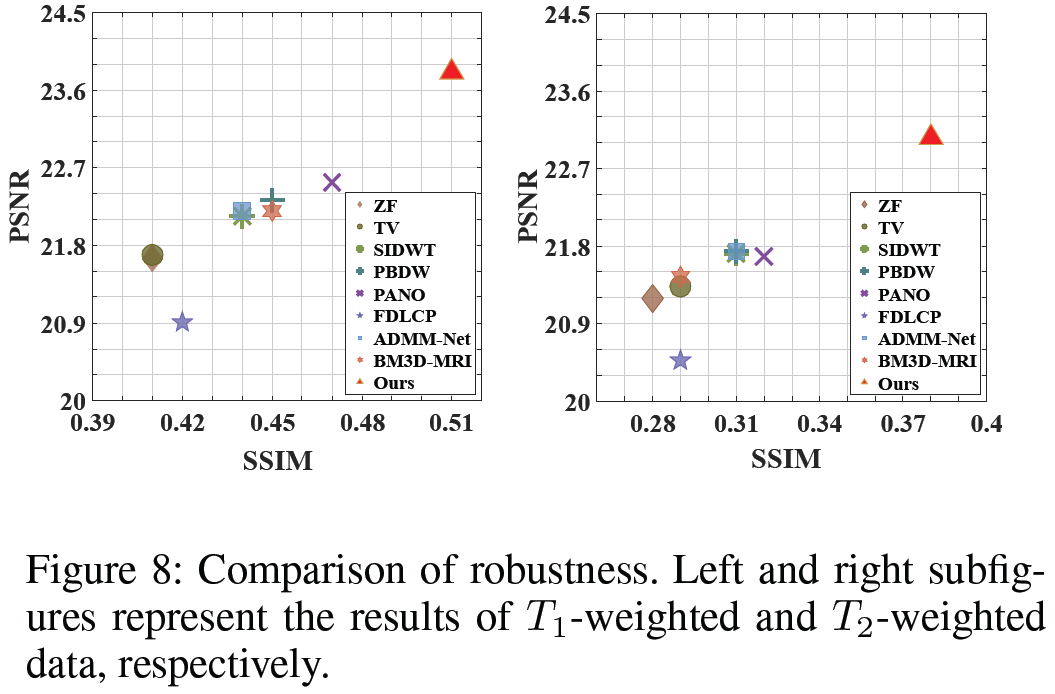 24.5
23.6
22.7
21.8
20.9
20
PSNR
0.39 0.42 0.45 0.48 0.51
SSIM
ZF
TV
SIDWT
PBDW
PANO
FDLCP
ADMM-Net
BM3D-MRI
Ours
24.5
23.6
22.7
21.8
20.9
20
PSNR
0.28 0.31 0.34 0.37 0.4
SSIM
ZF
TV
SIDWT
PBDW
PANO
FDLCP
ADMM-Net
BM3D-MRI
Ours
Figure 8: Comparison of robustness. Left and right subfig-
ures represent the results of T1-weighted and T2-weighted
data, respectively.